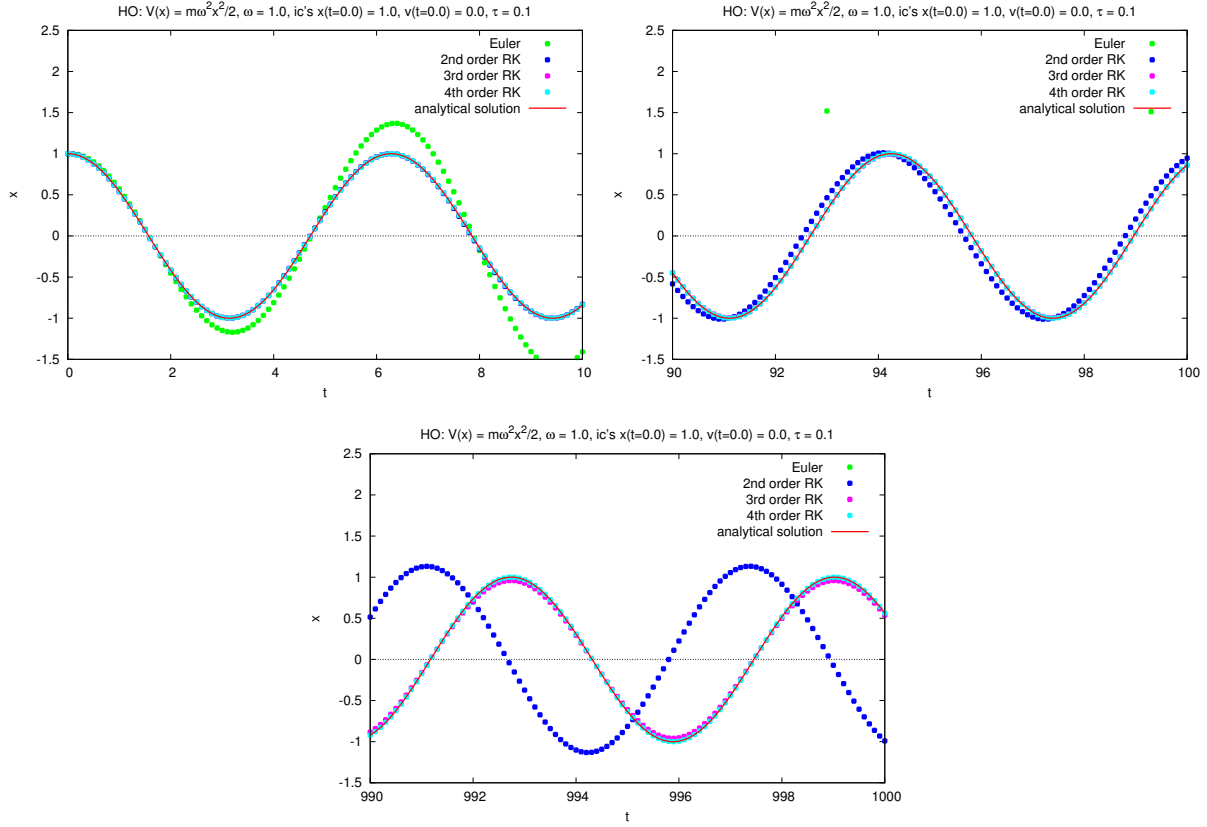 HO: V(x) = mω²x²/2, ω = 1.0, ic's x(t=0.0) = 1.0, v(t=0.0) = 0.0, τ = 0.1
2.5
Euler
2
2nd order RK
3rd order RK
1.5
4th order RK
analytical solution
1
0.5
x
0
-0.5
-1
-1.5
0 2 4 6 8 10
t
HO: V(x) = mω²x²/2, ω = 1.0, ic's x(t=0.0) = 1.0, v(t=0.0) = 0.0, τ = 0.1
2.5
Euler
2
2nd order RK
3rd order RK
1.5
4th order RK
analytical solution
1
0.5
x
0
-0.5
-1
-1.5
90 92 94 96 98 100
t
HO: V(x) = mω²x²/2, ω = 1.0, ic's x(t=0.0) = 1.0, v(t=0.0) = 0.0, τ = 0.1
2.5
Euler
2
2nd order RK
3rd order RK
1.5
4th order RK
analytical solution
1
0.5
x
0
-0.5
-1
-1.5
990 992 994 996 998 1000
t